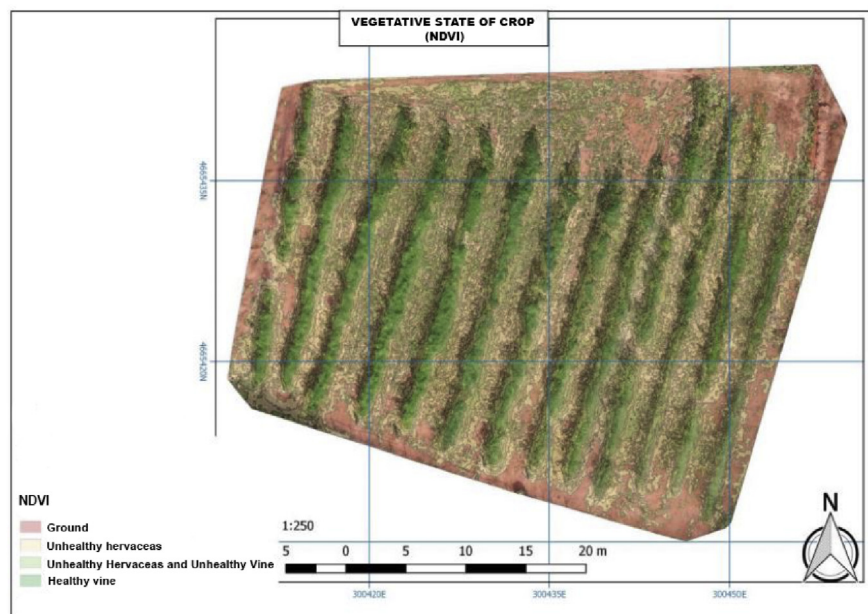 VEGETATIVE STATE OF CROP
(NDVI)
4665435N
4665420N
NDVI
Ground
Unhealthy hervaceas
Unhealthy Hervaceas and Unhealthy Vine
Healthy vine
1:250
5 0 5 10 15 20 m
N
300420E 300435E 300450E